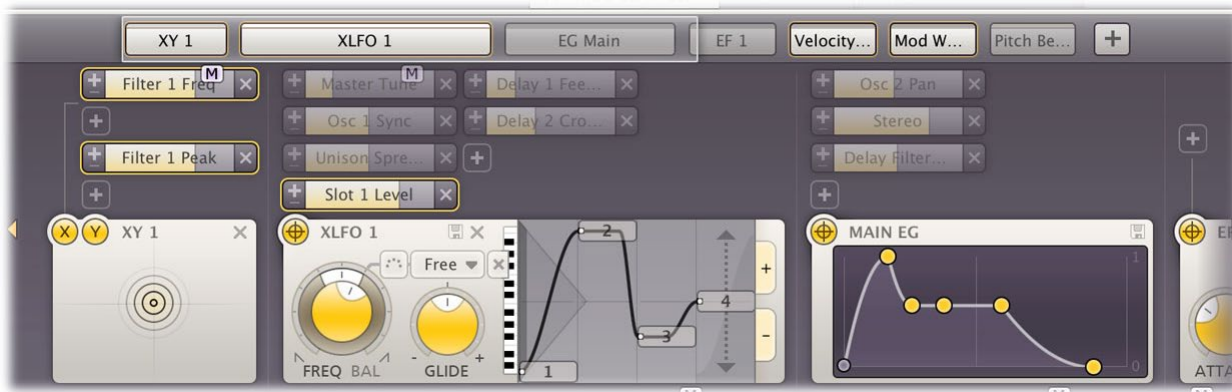 XY 1 XLFO 1 EG Main EF 1 Velocity... Mod W... Pitch Be... +
Filter 1 Freq M × Master Tune M × Delay 1 Fee... × Osc 2 Pan ×
+ Osc 1 Sync × Delay 2 Cro... × Stereo ×
Filter 1 Peak × Unison Spre... × + Delay Filter... × +
+ Slot 1 Level × +
X Y XY 1 × XLFO 1 × 2 MAIN EG
Free × + 1
4
3 -
FREQ BAL - GLIDE + 1 0 ATTA